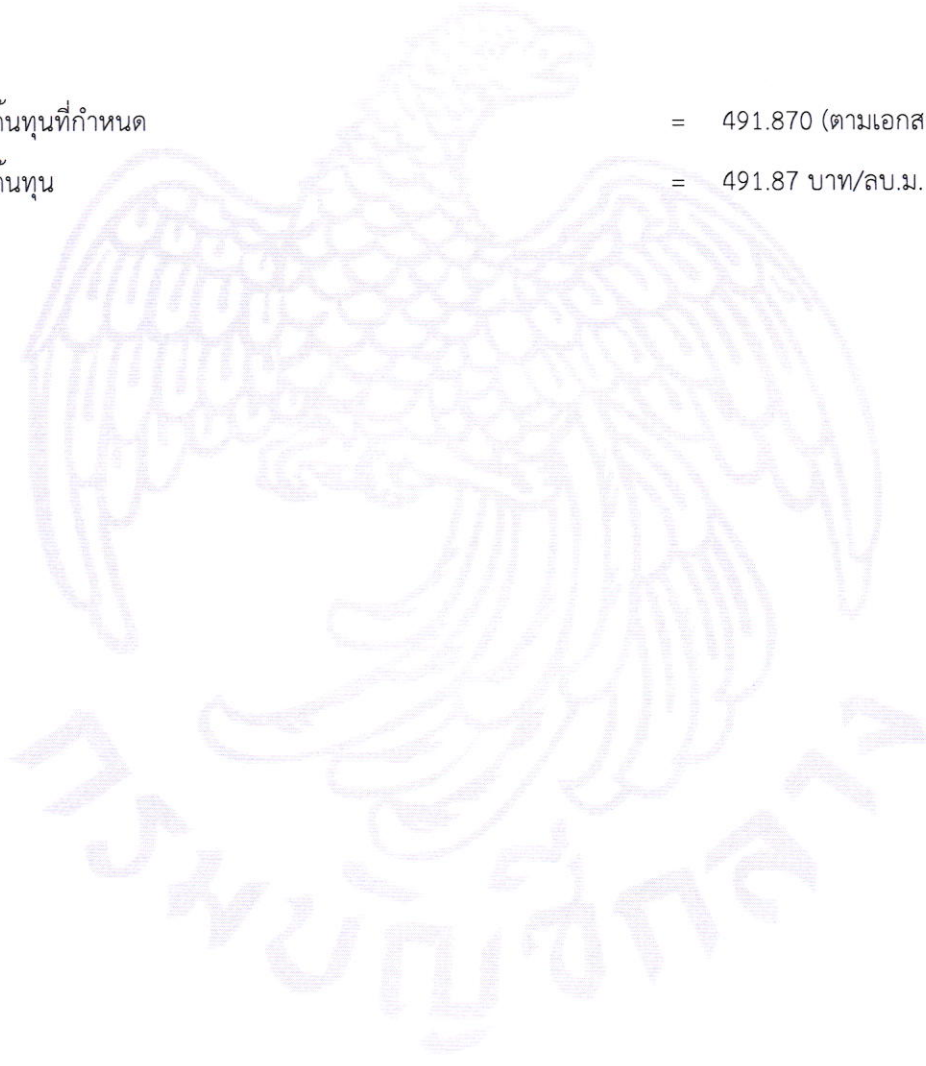 ต้นทุนที่กำหนด = 491.870 (ตามเอกส
ต้นทุน = 491.87 บาท/ลบ.ม.
กรมบัญชีกลาง